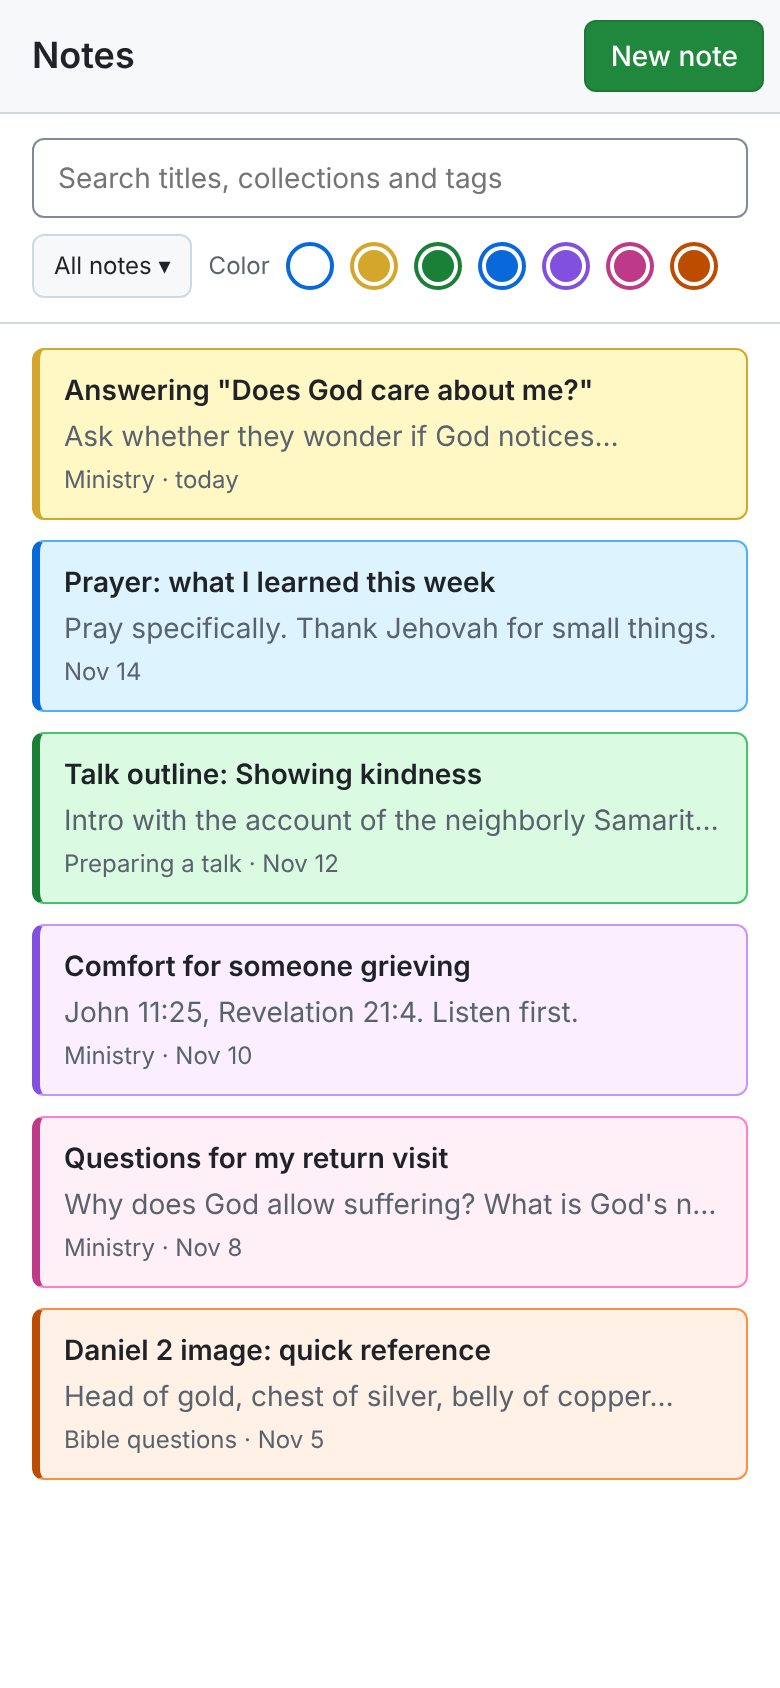 Notes
New note
Search titles, collections and tags
All notes ▾ Color
Answering "Does God care about me?"
Ask whether they wonder if God notices...
Ministry · today
Prayer: what I learned this week
Pray specifically. Thank Jehovah for small things.
Nov 14
Talk outline: Showing kindness
Intro with the account of the neighborly Samarit...
Preparing a talk · Nov 12
Comfort for someone grieving
John 11:25, Revelation 21:4. Listen first.
Ministry · Nov 10
Questions for my return visit
Why does God allow suffering? What is God's n...
Ministry · Nov 8
Daniel 2 image: quick reference
Head of gold, chest of silver, belly of copper...
Bible questions · Nov 5